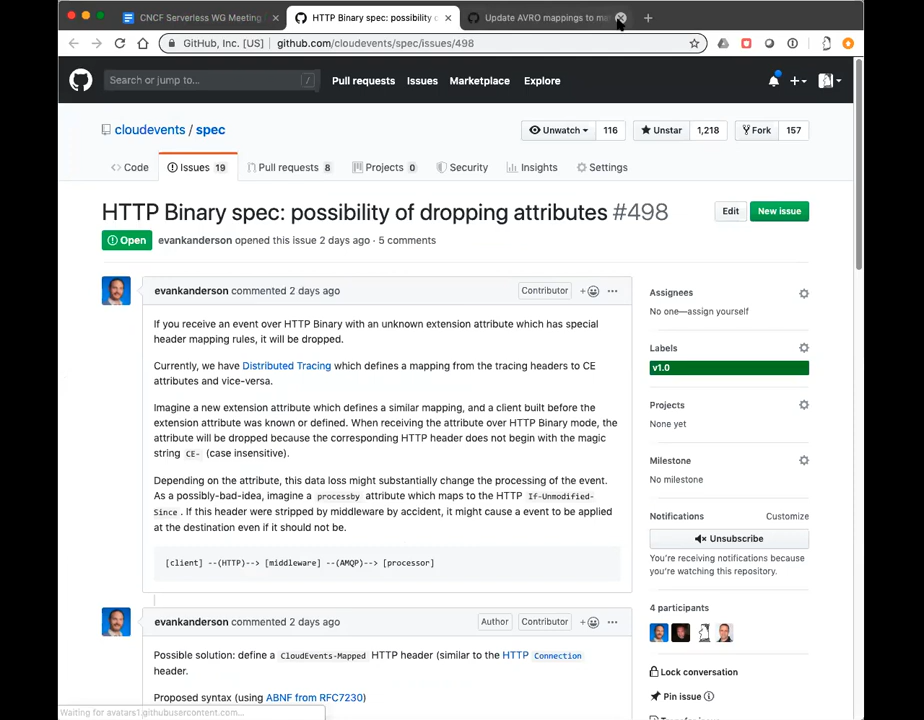 CNCF Serverless WG Meeting
HTTP Binary spec: possibility
Update AVRO mappings to
GitHub, Inc. [US] github.com/cloudevents/spec/issues/498
Search or jump to... / Pull requests Issues Marketplace Explore
cloudevents / spec Unwatch 116 Unstar 1,218 Fork 157
<> Code Issues 19 Pull requests 8 Projects 0 Security Insights Settings
HTTP Binary spec: possibility of dropping attributes #498 Edit New issue
Open evankanderson opened this issue 2 days ago · 5 comments
evankanderson commented 2 days ago Contributor
If you receive an event over HTTP Binary with an unknown extension attribute which has special
header mapping rules, it will be dropped.
Currently, we have Distributed Tracing which defines a mapping from the tracing headers to CE
attributes and vice-versa.
Imagine a new extension attribute which defines a similar mapping, and a client built before the
extension attribute was known or defined. When receiving the attribute over HTTP Binary mode, the
attribute will be dropped because the corresponding HTTP header does not begin with the magic
string CE- (case insensitive).
Depending on the attribute, this data loss might substantially change the processing of the event.
As a possibly-bad-idea, imagine a processby attribute which maps to the HTTP If-Unmodified-
Since . If this header were stripped by middleware by accident, it might cause a event to be applied
at the destination even if it should not be.
[client] --(HTTP)--> [middleware] --(AMQP)--> [processor]
evankanderson commented 2 days ago Author Contributor
Possible solution: define a CloudEvents-Mapped HTTP header (similar to the HTTP Connection
header.
Proposed syntax (using ABNF from RFC7230)
Assignees
No one—assign yourself
Labels
v1.0
Projects
None yet
Milestone
No milestone
Notifications Customize
Unsubscribe
You're receiving notifications because
you're watching this repository.
4 participants
Lock conversation
Pin issue
Waiting for avatars1.githubusercontent.com...